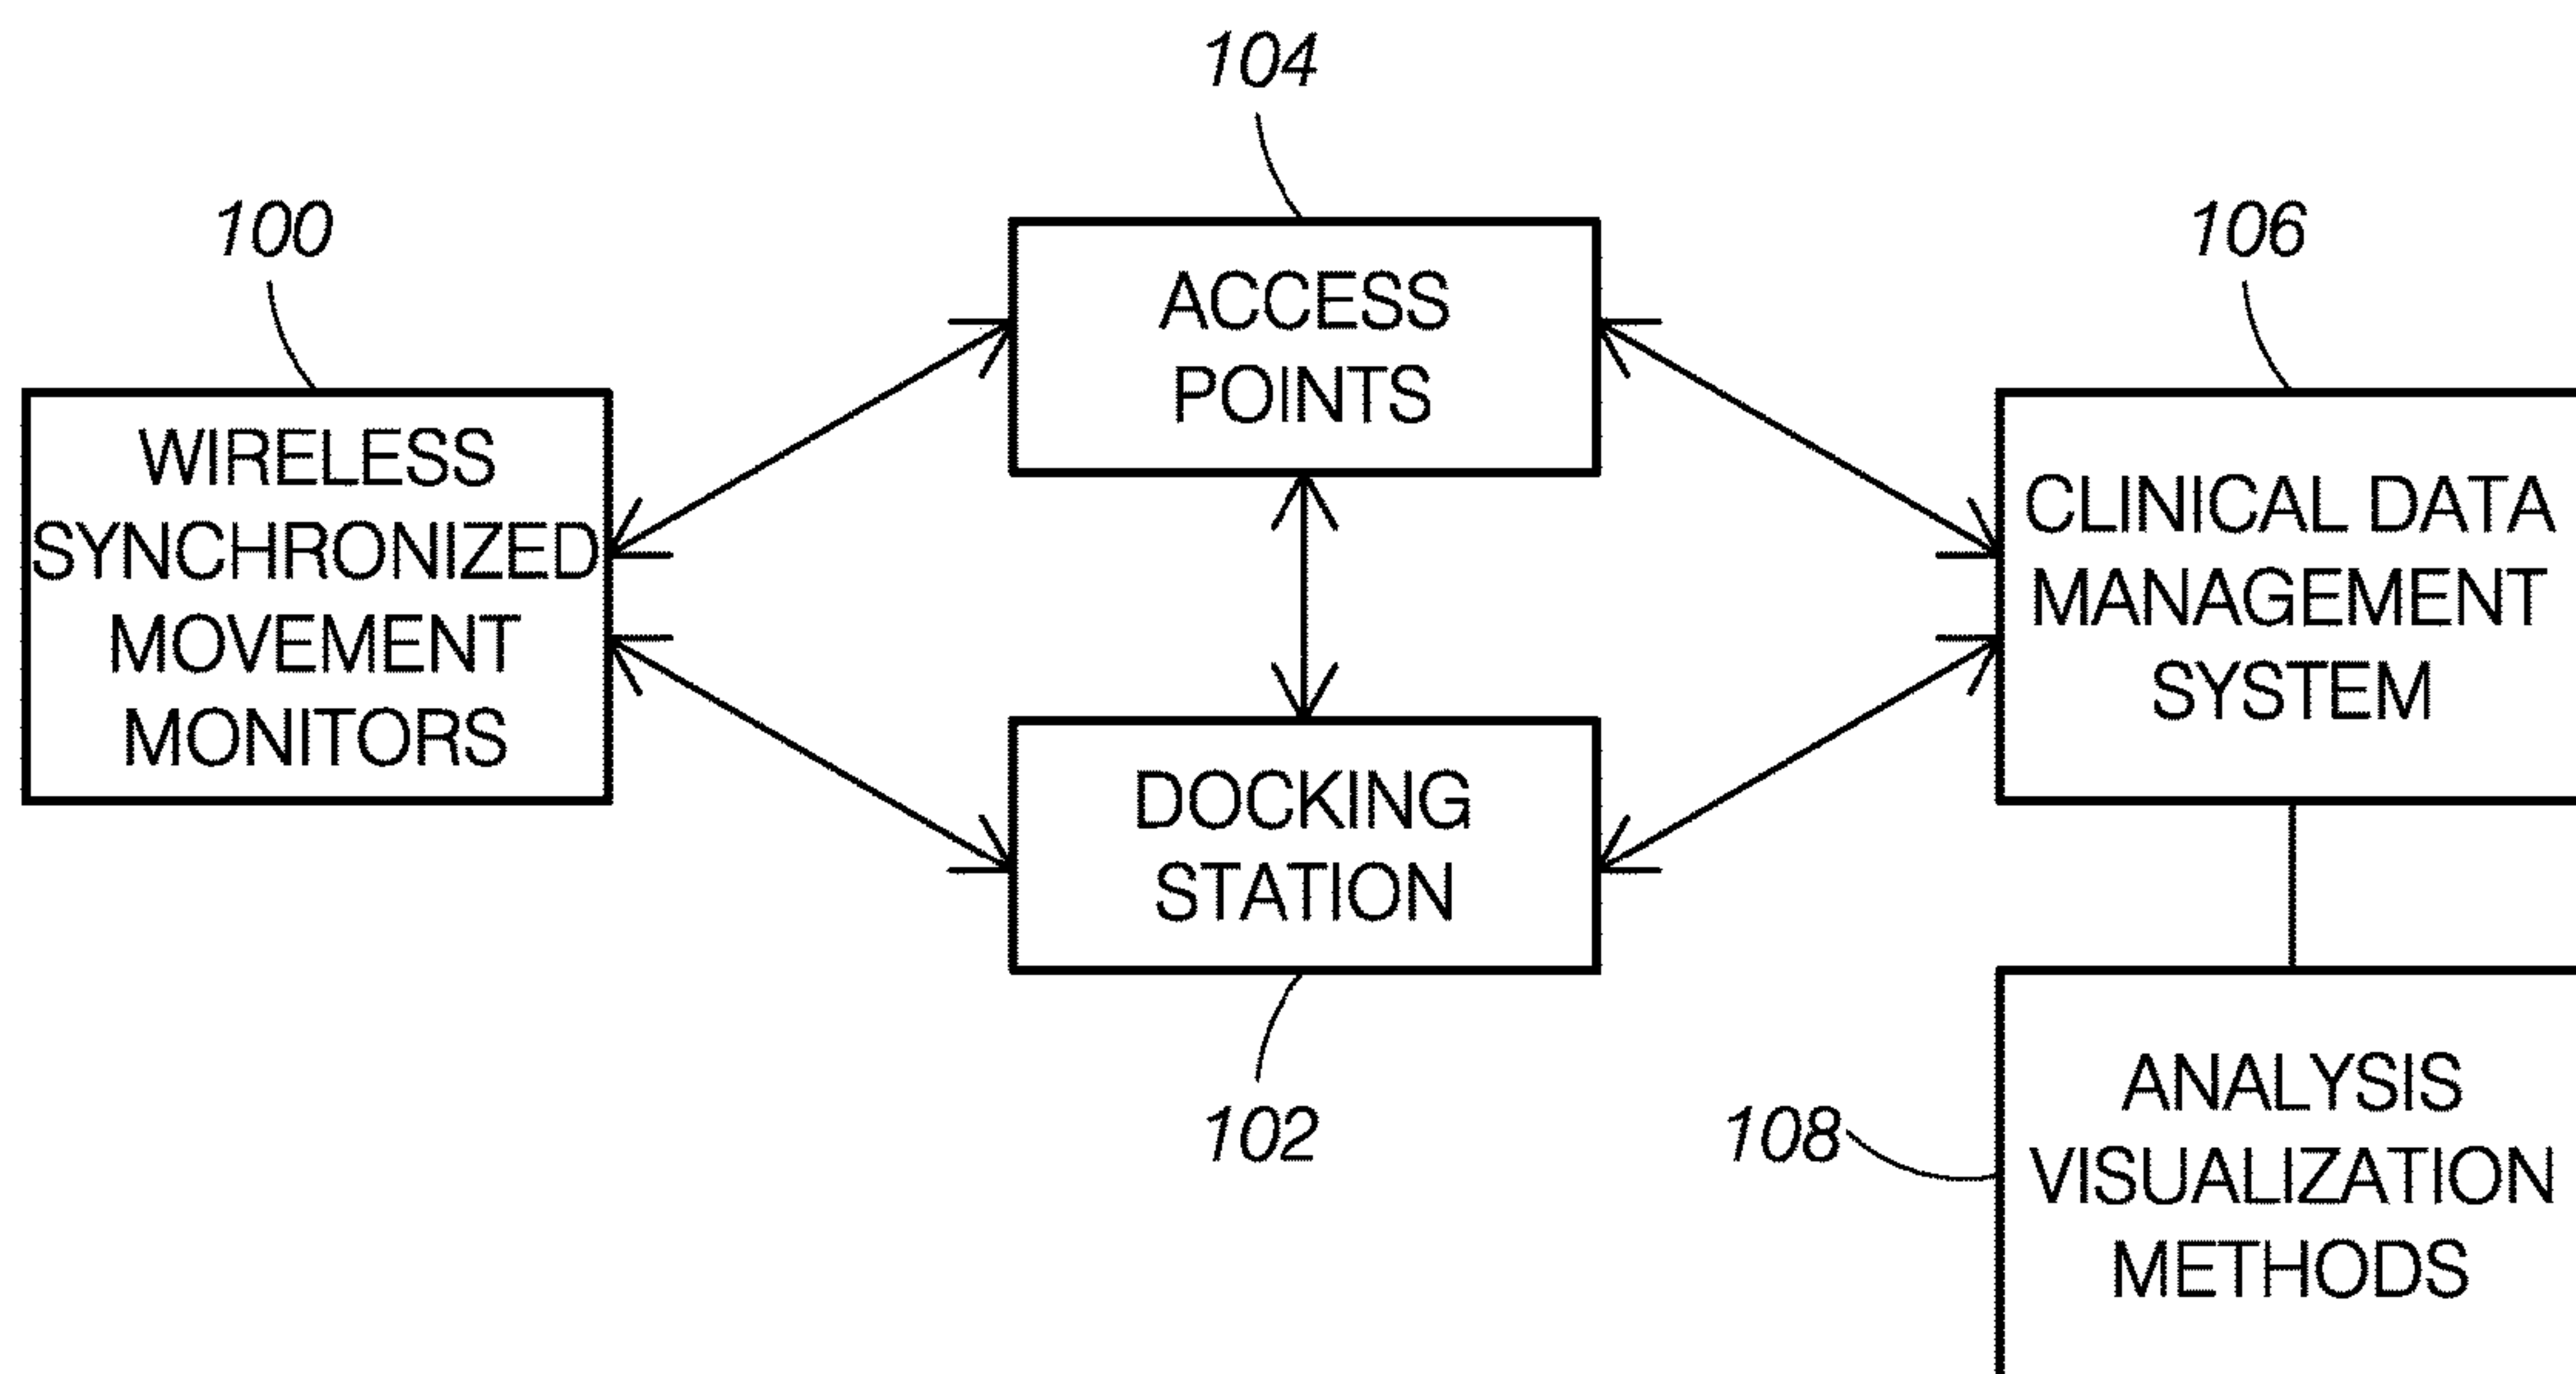 104
100
106
ACCESS
POINTS
WIRELESS
SYNCHRONIZED
MOVEMENT
MONITORS
CLINICAL DATA
MANAGEMENT
SYSTEM
DOCKING
STATION
102
108
ANALYSIS
VISUALIZATION
METHODS